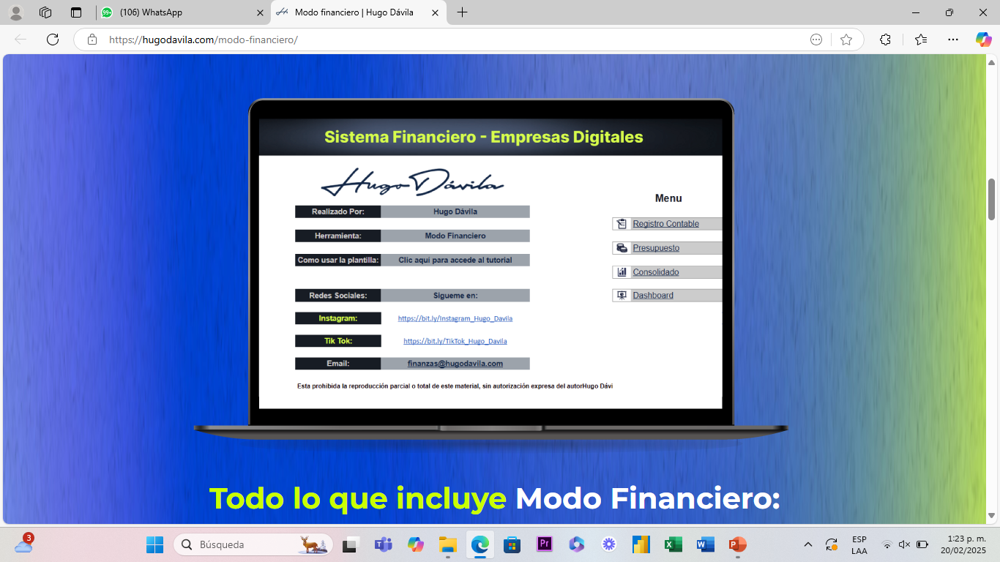 99+
(106) WhatsApp
Modo financiero | Hugo Dávila
https://hugodavila.com/modo-financiero/
Sistema Financiero - Empresas Digitales
Hugo Dávila
Realizado Por: Hugo Dávila
Herramienta: Modo Financiero
Como usar la plantilla: Clic aquí para accede al tutorial
Redes Sociales: Sigueme en:
Instagram: https://bit.ly/Instagram_Hugo_Davila
Tik Tok: https://bit.ly/TikTok_Hugo_Davila
Email: finanzas@hugodavila.com
Esta prohibida la reproducción parcial o total de este material, sin autorización expresa del autorHugo Dávi
Menu
Registro Contable
Presupuesto
Consolidado
Dashboard
Todo lo que incluye Modo Financiero:
3
Búsqueda
Pr
ESP
LAA
1:23 p. m.
20/02/2025